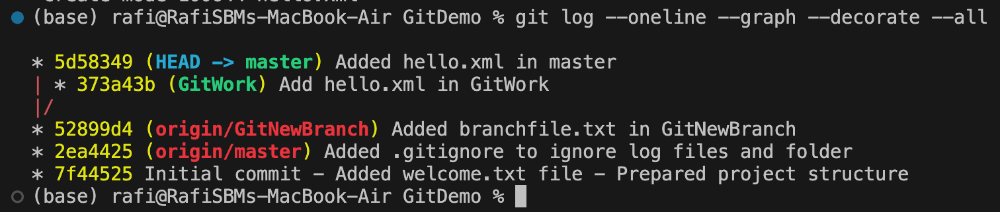 (base) rafi@RafiSBMs-MacBook-Air GitDemo % git log --oneline --graph --decorate --all
* 5d58349 (HEAD -> master) Added hello.xml in master
| * 373a43b (GitWork) Add hello.xml in GitWork
|/
* 52899d4 (origin/GitNewBranch) Added branchfile.txt in GitNewBranch
* 2ea4425 (origin/master) Added .gitignore to ignore log files and folder
* 7f44525 Initial commit - Added welcome.txt file - Prepared project structure
(base) rafi@RafiSBMs-MacBook-Air GitDemo %